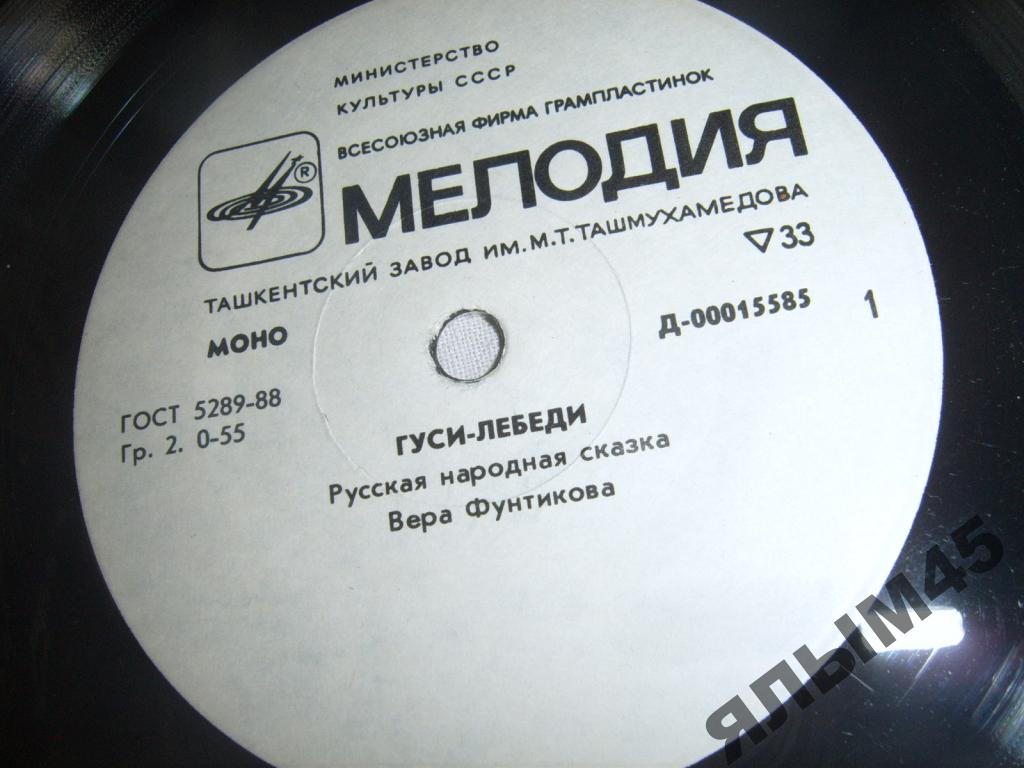 МИНИСТЕРСТВО
КУЛЬТУРЫ СССР
ВСЕСОЮЗНАЯ ФИРМА ГРАМПЛАСТИНОК
®
МЕЛОДИЯ
ТАШКЕНТСКИЙ ЗАВОД ИМ. М.Т.ТАШМУХАМЕДОВА
▽33
МОНО
Д-00015585 1
ГОСТ 5289-88
Гр. 2. 0-55
ГУСИ-ЛЕБЕДИ
Русская народная сказка
Вера Фунтикова
ЯЛЫМ45